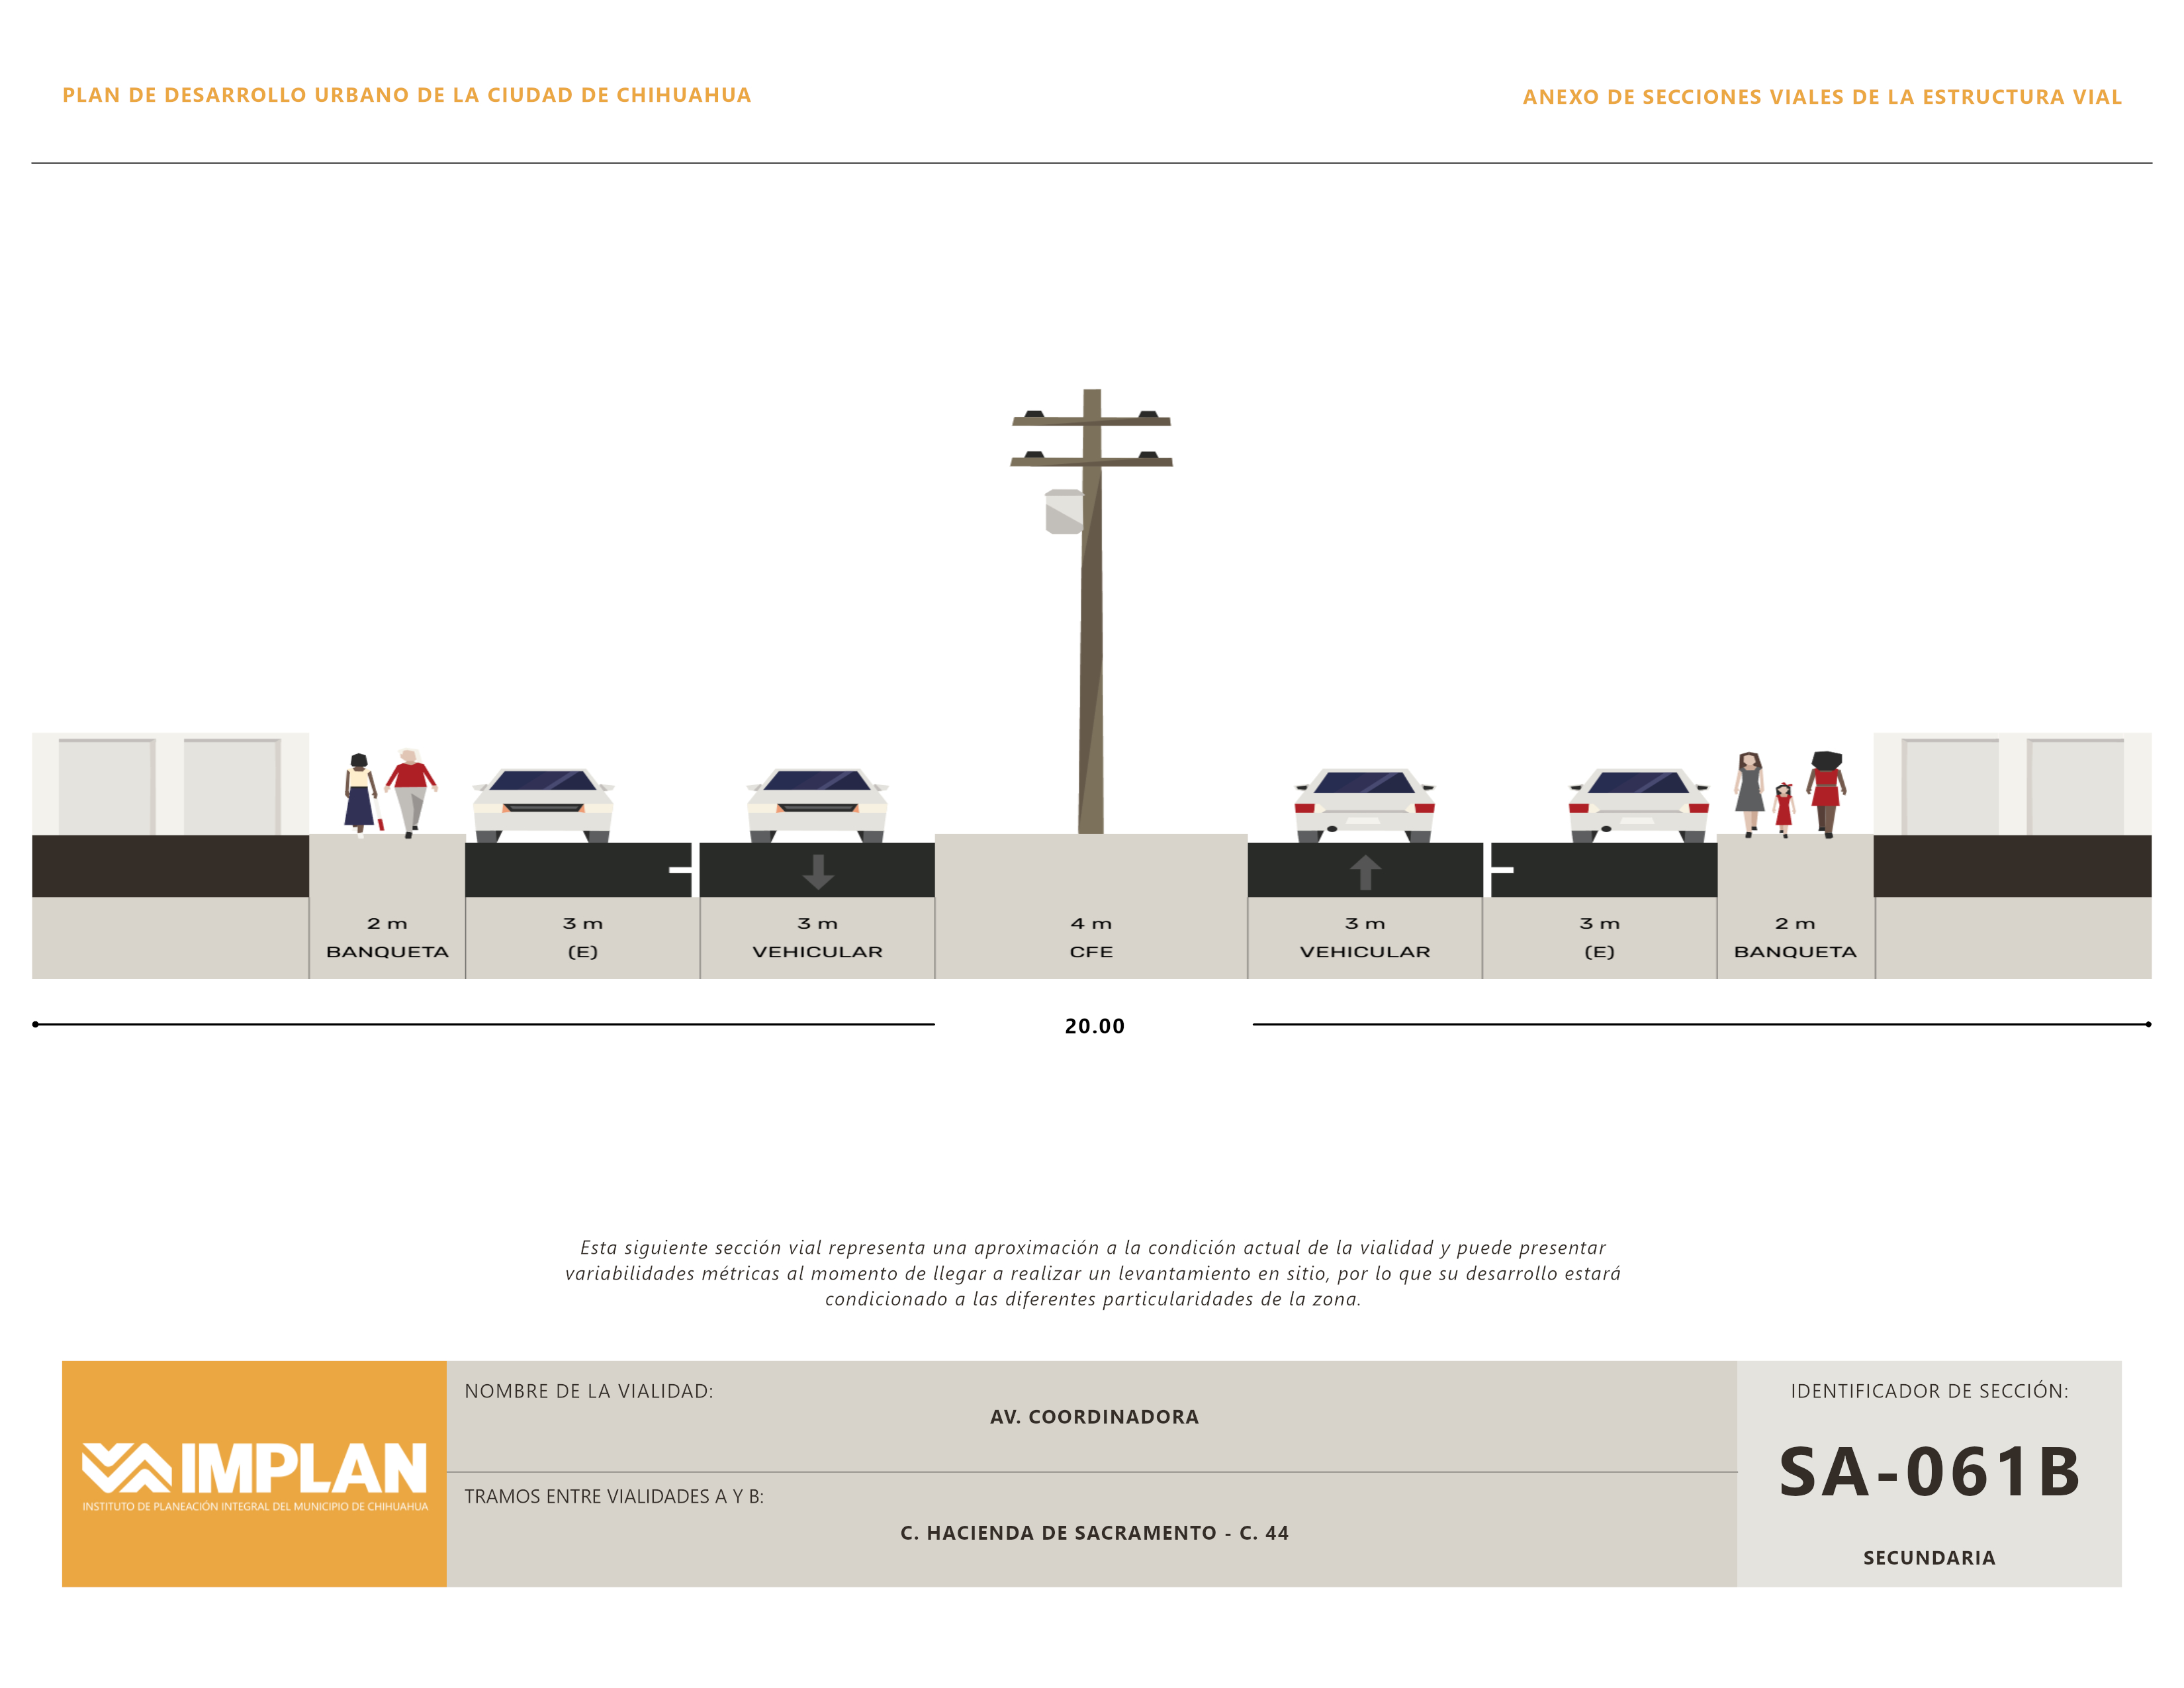 PLAN DE DESARROLLO URBANO DE LA CIUDAD DE CHIHUAHUA
ANEXO DE SECCIONES VIALES DE LA ESTRUCTURA VIAL
2 m
BANQUETA
3 m
(E)
3 m
VEHICULAR
4 m
CFE
3 m
VEHICULAR
3 m
(E)
2 m
BANQUETA
20.00
Esta siguiente sección vial representa una aproximación a la condición actual de la vialidad y puede presentar
variabilidades métricas al momento de llegar a realizar un levantamiento en sitio, por lo que su desarrollo estará
condicionado a las diferentes particularidades de la zona.
IMPLAN
INSTITUTO DE PLANEACIÓN INTEGRAL DEL MUNICIPIO DE CHIHUAHUA
NOMBRE DE LA VIALIDAD:
AV. COORDINADORA
TRAMOS ENTRE VIALIDADES A Y B:
C. HACIENDA DE SACRAMENTO - C. 44
IDENTIFICADOR DE SECCIÓN:
SA-061B
SECUNDARIA